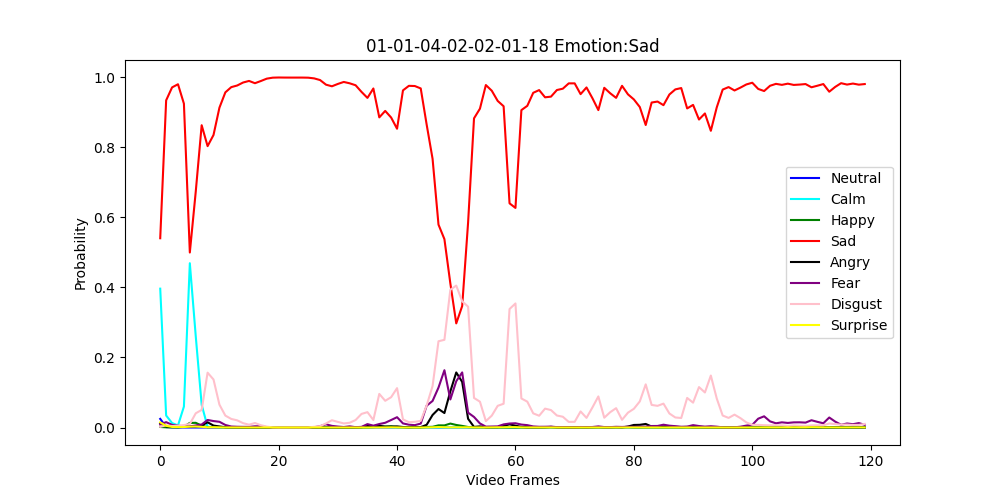 01-01-04-02-02-01-18 Emotion:Sad
Probability
1.0
0.8
0.6
0.4
0.2
0.0
Neutral
Calm
Happy
Sad
Angry
Fear
Disgust
Surprise
0 20 40 60 80 100 120
Video Frames